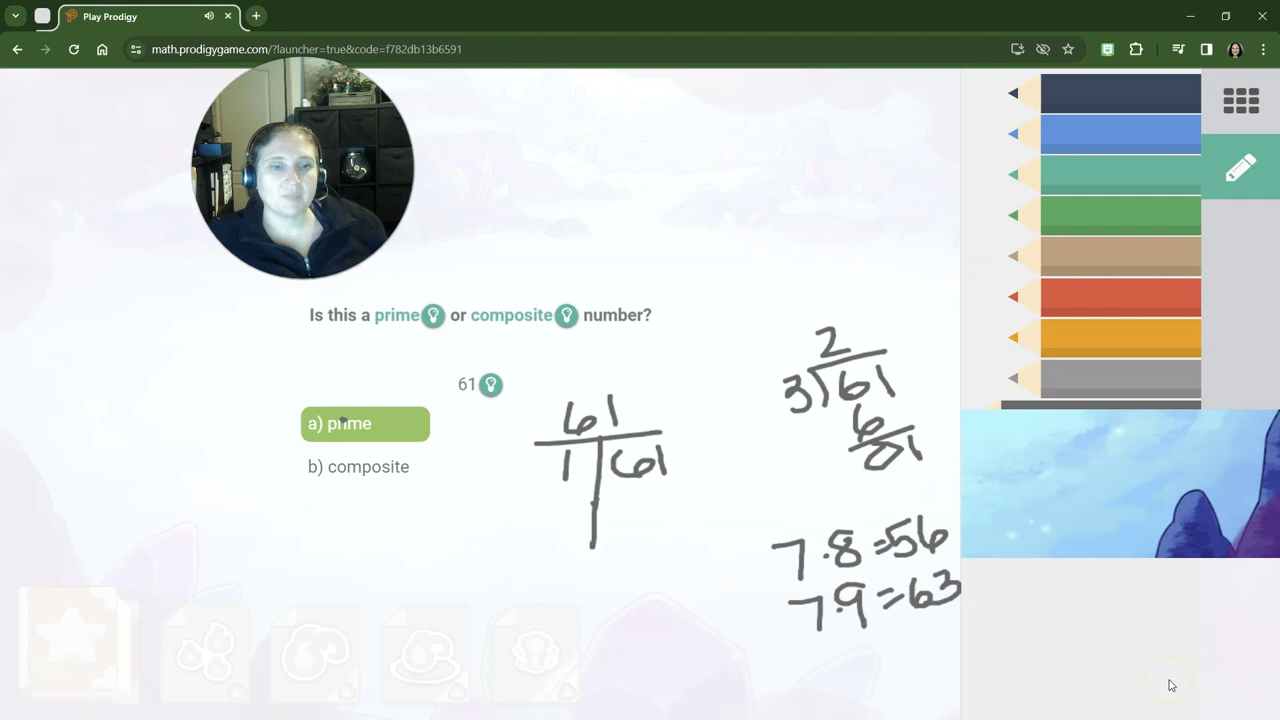 Play Prodigy
math.prodigygame.com/?launcher=true&code=f782db13b6591
Is this a prime or composite number?
61
a) prime
b) composite
61
1 61
2
3 61
6
01
7·8=56
7·9=63